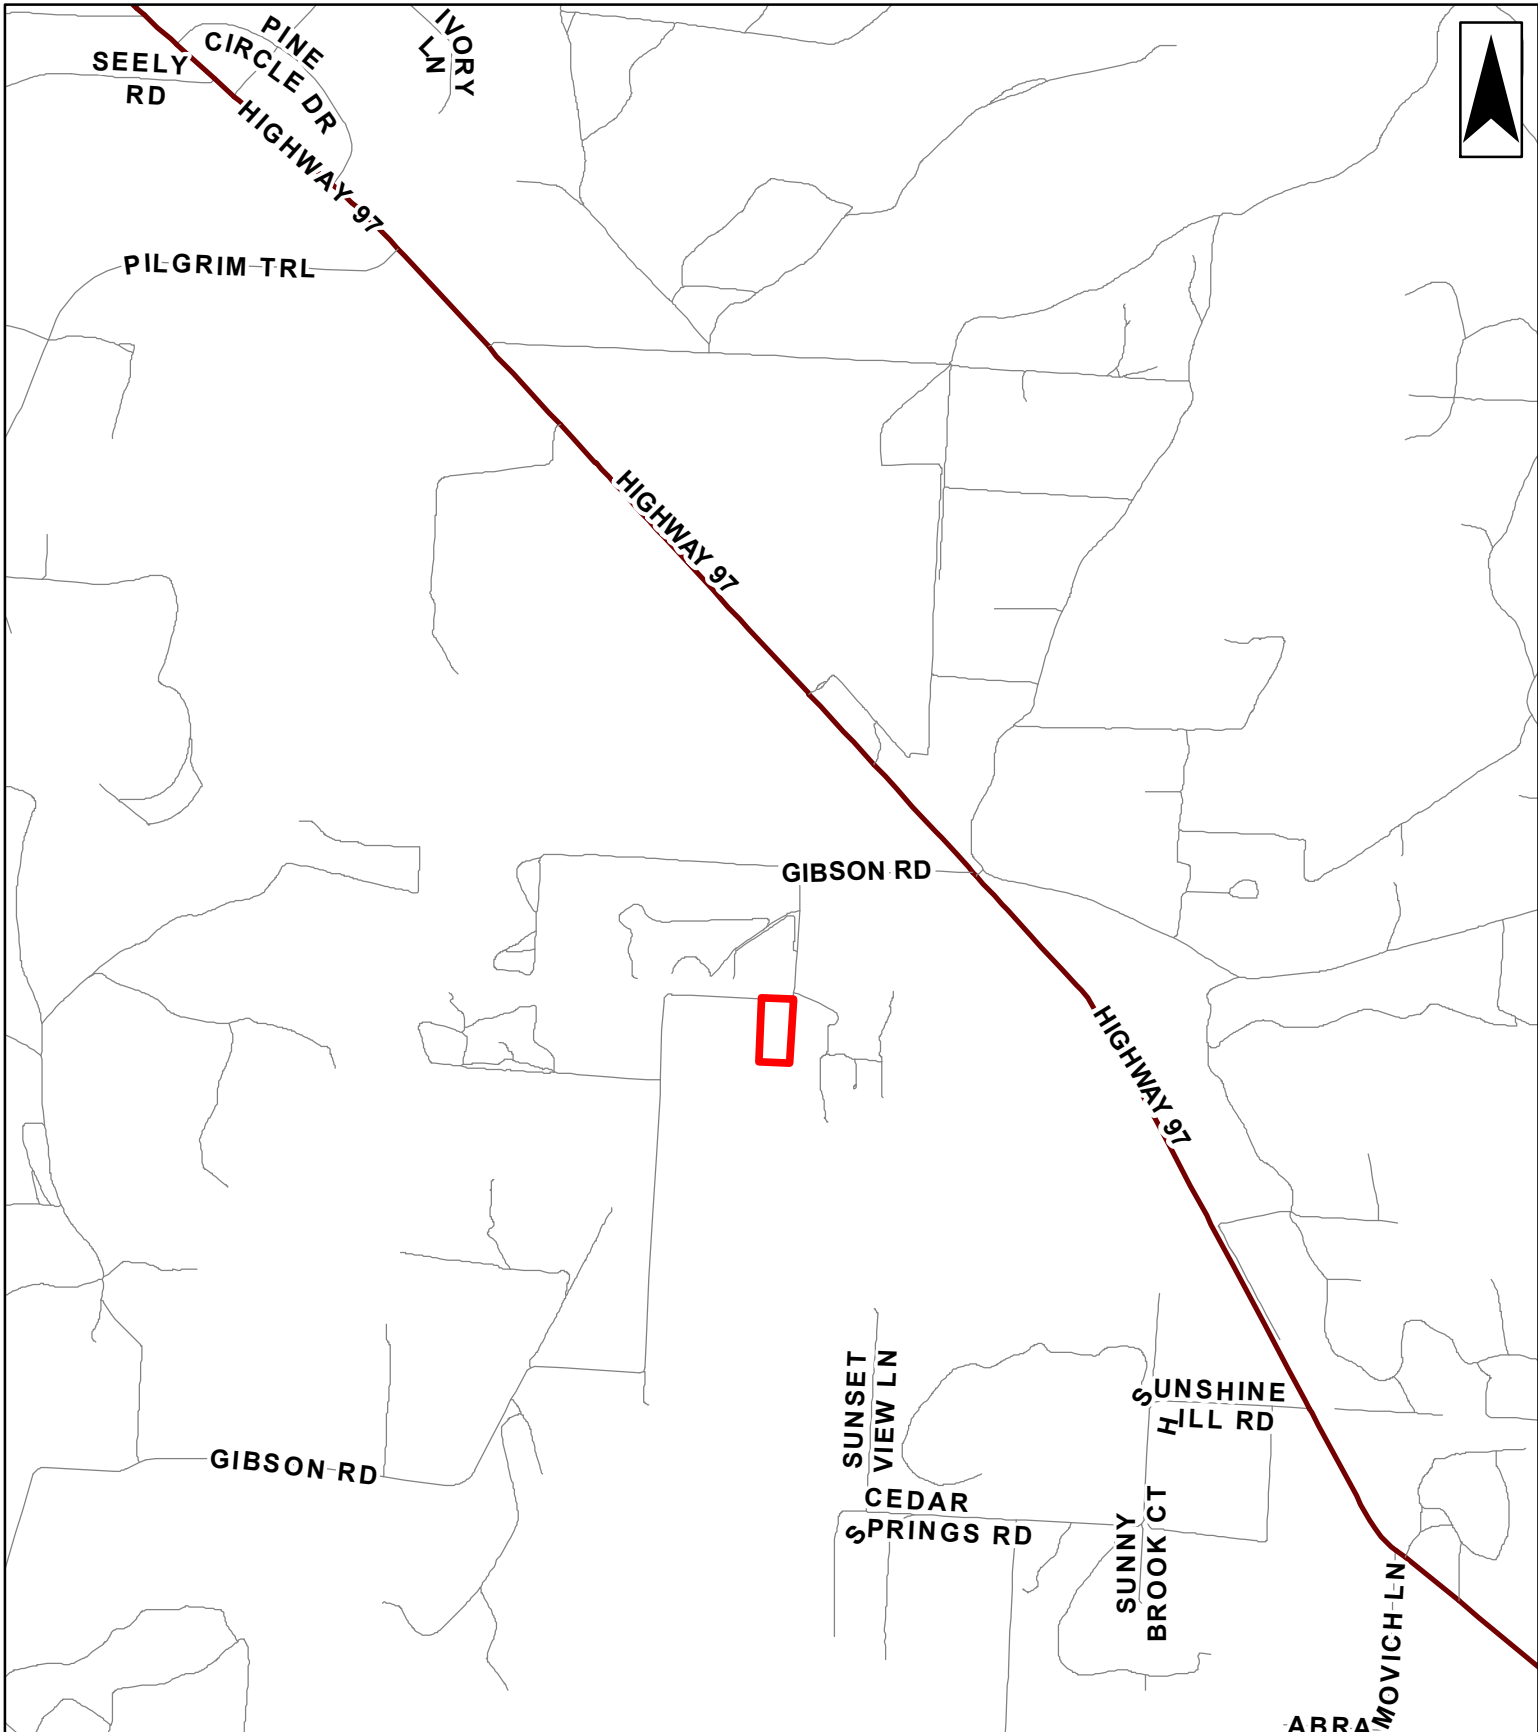 PINE
CIRCLE DR
IVORY
LN
SEELY
RD
HIGHWAY 97
PILGRIM TRL
HIGHWAY 97
GIBSON RD
HIGHWAY 97
SUNSET
VIEW LN
SUNSHINE
HILL RD
GIBSON RD
CEDAR
SPRINGS RD
SUNNY
BROOK CT
ABRAMOVICH LN